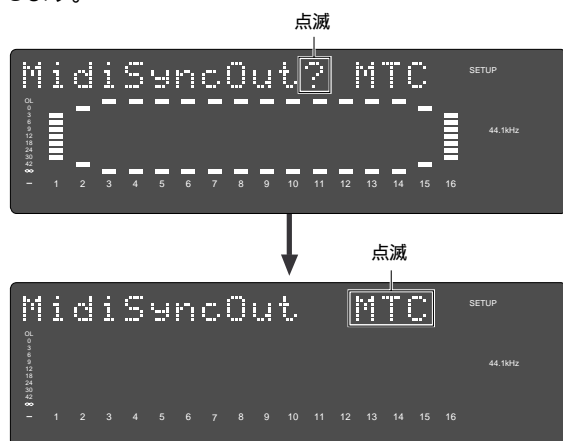 します。
点滅
MidiSyncOut? MTC SETUP
OL
0
3
6
9
12
18
24
30
42
∞
44.1kHz
– 1 2 3 4 5 6 7 8 9 10 11 12 13 14 15 16
点滅
MidiSyncOut MTC SETUP
OL
0
3
6
9
12
18
24
30
42
∞
44.1kHz
– 1 2 3 4 5 6 7 8 9 10 11 12 13 14 15 16